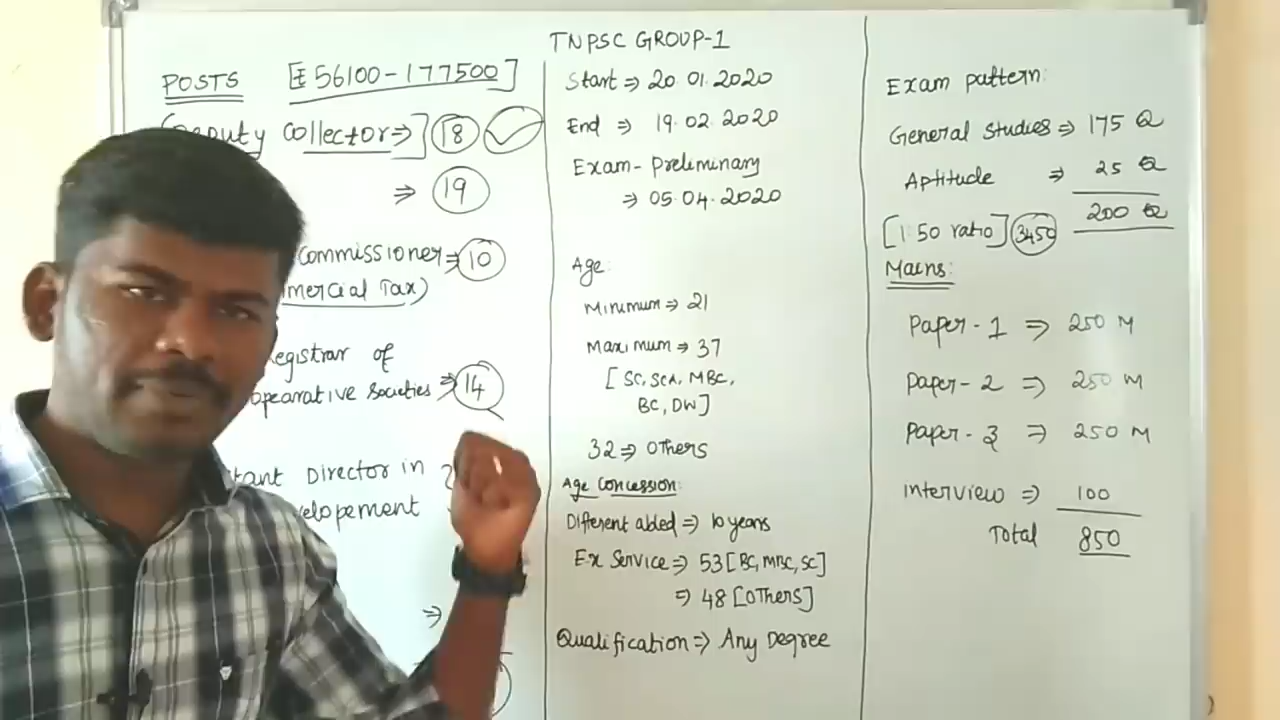 TNPSC GROUP-1
POSTS [₹ 56100-177500]
Deputy Collector ⇒] 18
⇒ 19
Commissioner ⇒ 10
mercial Tax)
Registrar of
opearative Societies ⇒ 14
tant Director in
velopement
⇒
Start ⇒ 20.01.2020
End ⇒ 19.02.2020
Exam - Preliminary
⇒ 05.04.2020
Age:
Minimum ⇒ 21
Maximum ⇒ 37
[SC, SCA, MBC,
BC, DW]
32 ⇒ Others
Age Concession:
Different abled ⇒ 10 years
Ex Service ⇒ 53 [BC, MBC, SC]
⇒ 48 [Others]
Qualification ⇒ Any Degree
Exam pattern:
General Studies ⇒ 175 Q
Aptitude ⇒ 25 Q
200 Q
[1:50 ratio] 3450
Mains:
Paper-1 ⇒ 250 M
Paper-2 ⇒ 250 M
Paper-3 ⇒ 250 M
Interview ⇒ 100
Total 850